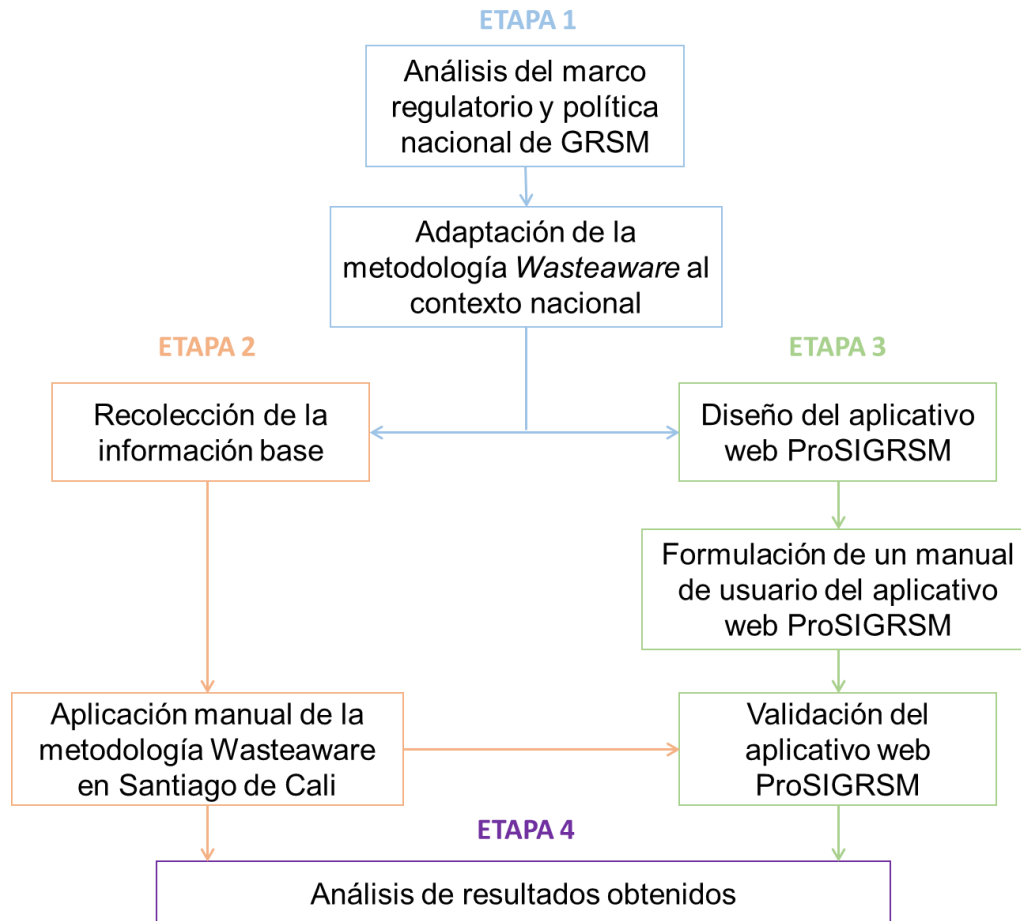 ETAPA 1
Análisis del marco
regulatorio y política
nacional de GRSM
Adaptación de la
metodología Wasteaware al
contexto nacional
ETAPA 2
Recolección de la
información base
Aplicación manual de la
metodología Wasteaware
en Santiago de Cali
ETAPA 3
Diseño del aplicativo
web ProSIGRSM
Formulación de un manual
de usuario del aplicativo
web ProSIGRSM
Validación del
aplicativo web
ProSIGRSM
ETAPA 4
Análisis de resultados obtenidos